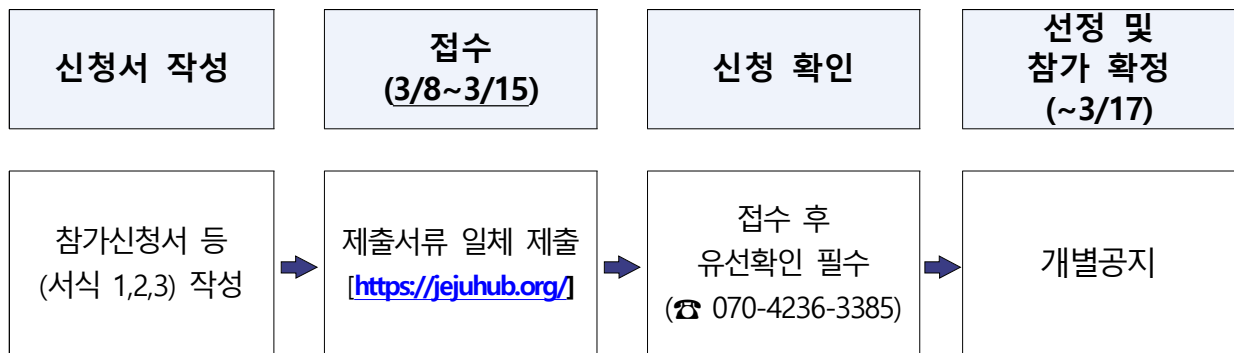 신청서 작성
접수
(3/8~3/15)
신청 확인
선정 및
참가 확정
(~3/17)
참가신청서 등
(서식 1,2,3) 작성
제출서류 일체 제출
[https://jejuhub.org/]
접수 후
유선확인 필수
(☎ 070-4236-3385)
개별공지